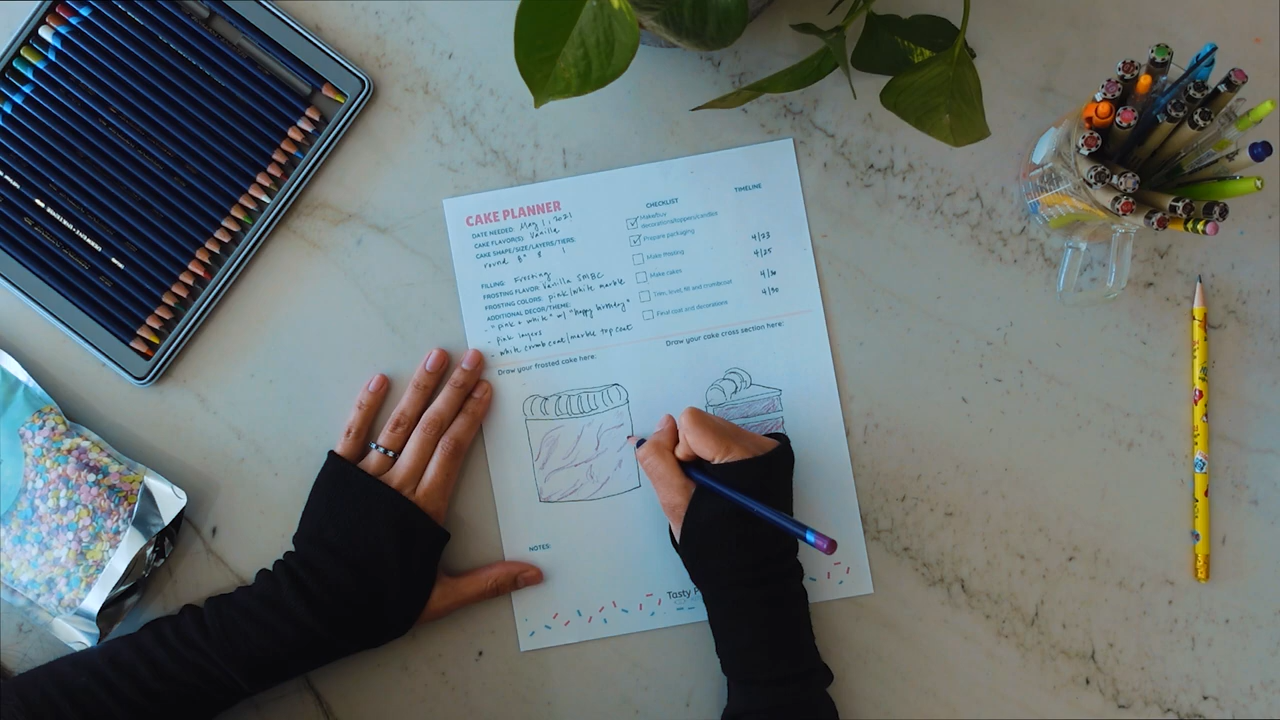 CAKE PLANNER
DATE NEEDED: May 1, 2021
CAKE FLAVOR(S) Vanilla
CAKE SHAPE/SIZE/LAYERS/TIERS:
round 8" 8 1
FILLING: Frosting
FROSTING FLAVOR: Vanilla SMBC
FROSTING COLORS: pink/white marble
ADDITIONAL DECOR/THEME:
- "pink & white" w/ "happy birthday"
- pink layers
- white crumb coat/marble top coat
CHECKLIST
TIMELINE
Make/buy
decorations/toppers/candles
Prepare packaging
Make frosting 4/23
Make cakes 4/25
Trim, level, fill and crumbcoat 4/30
Final coat and decorations 4/30
Draw your frosted cake here:
Draw your cake cross section here:
NOTES:
Tasty